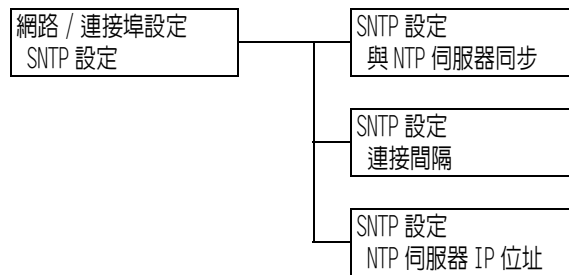 網路 / 連接埠設定
SNTP 設定
SNTP 設定
與 NTP 伺服器同步
SNTP 設定
連接間隔
SNTP 設定
NTP 伺服器 IP 位址